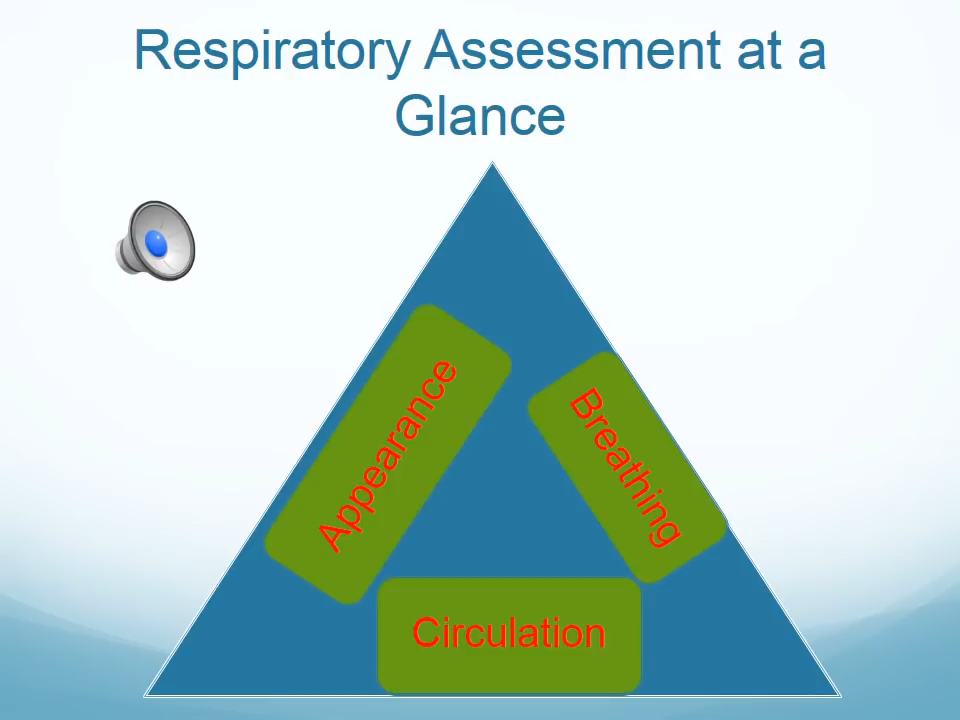 Respiratory Assessment at a
Glance
Appearance
Breathing
Circulation